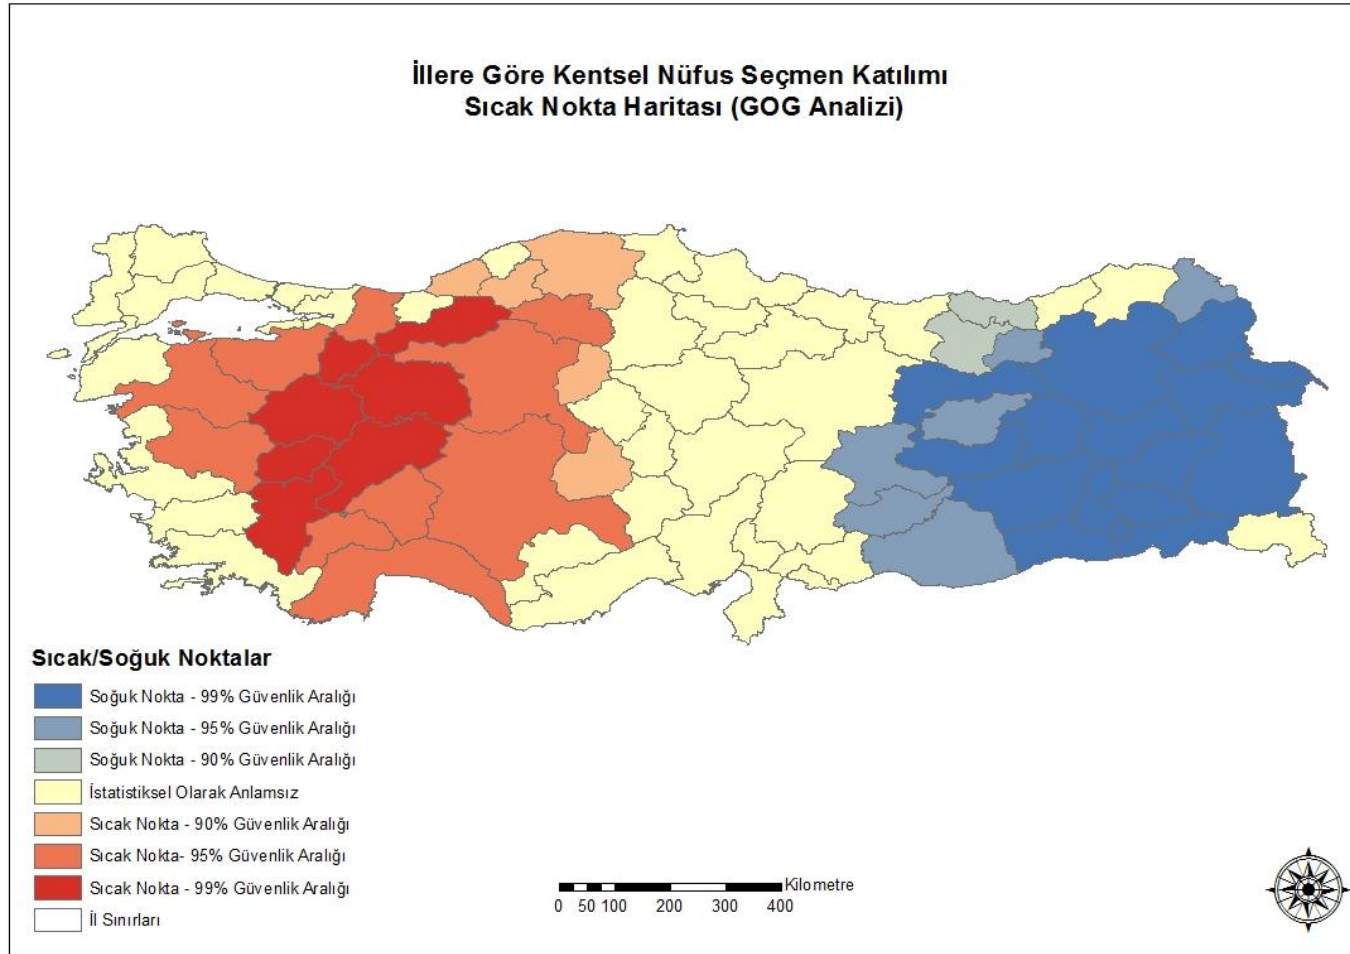 İllere Göre Kentsel Nüfus Seçmen Katılımı
Sıcak Nokta Haritası (GOG Analizi)
Sıcak/Soğuk Noktalar
Soğuk Nokta - 99% Güvenlik Aralığı
Soğuk Nokta - 95% Güvenlik Aralığı
Soğuk Nokta - 90% Güvenlik Aralığı
İstatistiksel Olarak Anlamsız
Sıcak Nokta - 90% Güvenlik Aralığı
Sıcak Nokta- 95% Güvenlik Aralığı
Sıcak Nokta - 99% Güvenlik Aralığı
İl Sınırları
Kilometre
0 50 100 200 300 400